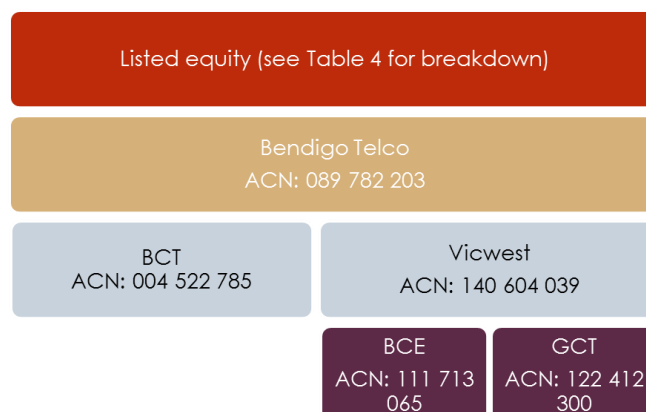 Listed equity (see Table 4 for breakdown)
Bendigo Telco
ACN: 089 782 203
BCT
ACN: 004 522 785
Vicwest
ACN: 140 604 039
BCE
ACN: 111 713
065
GCT
ACN: 122 412
300